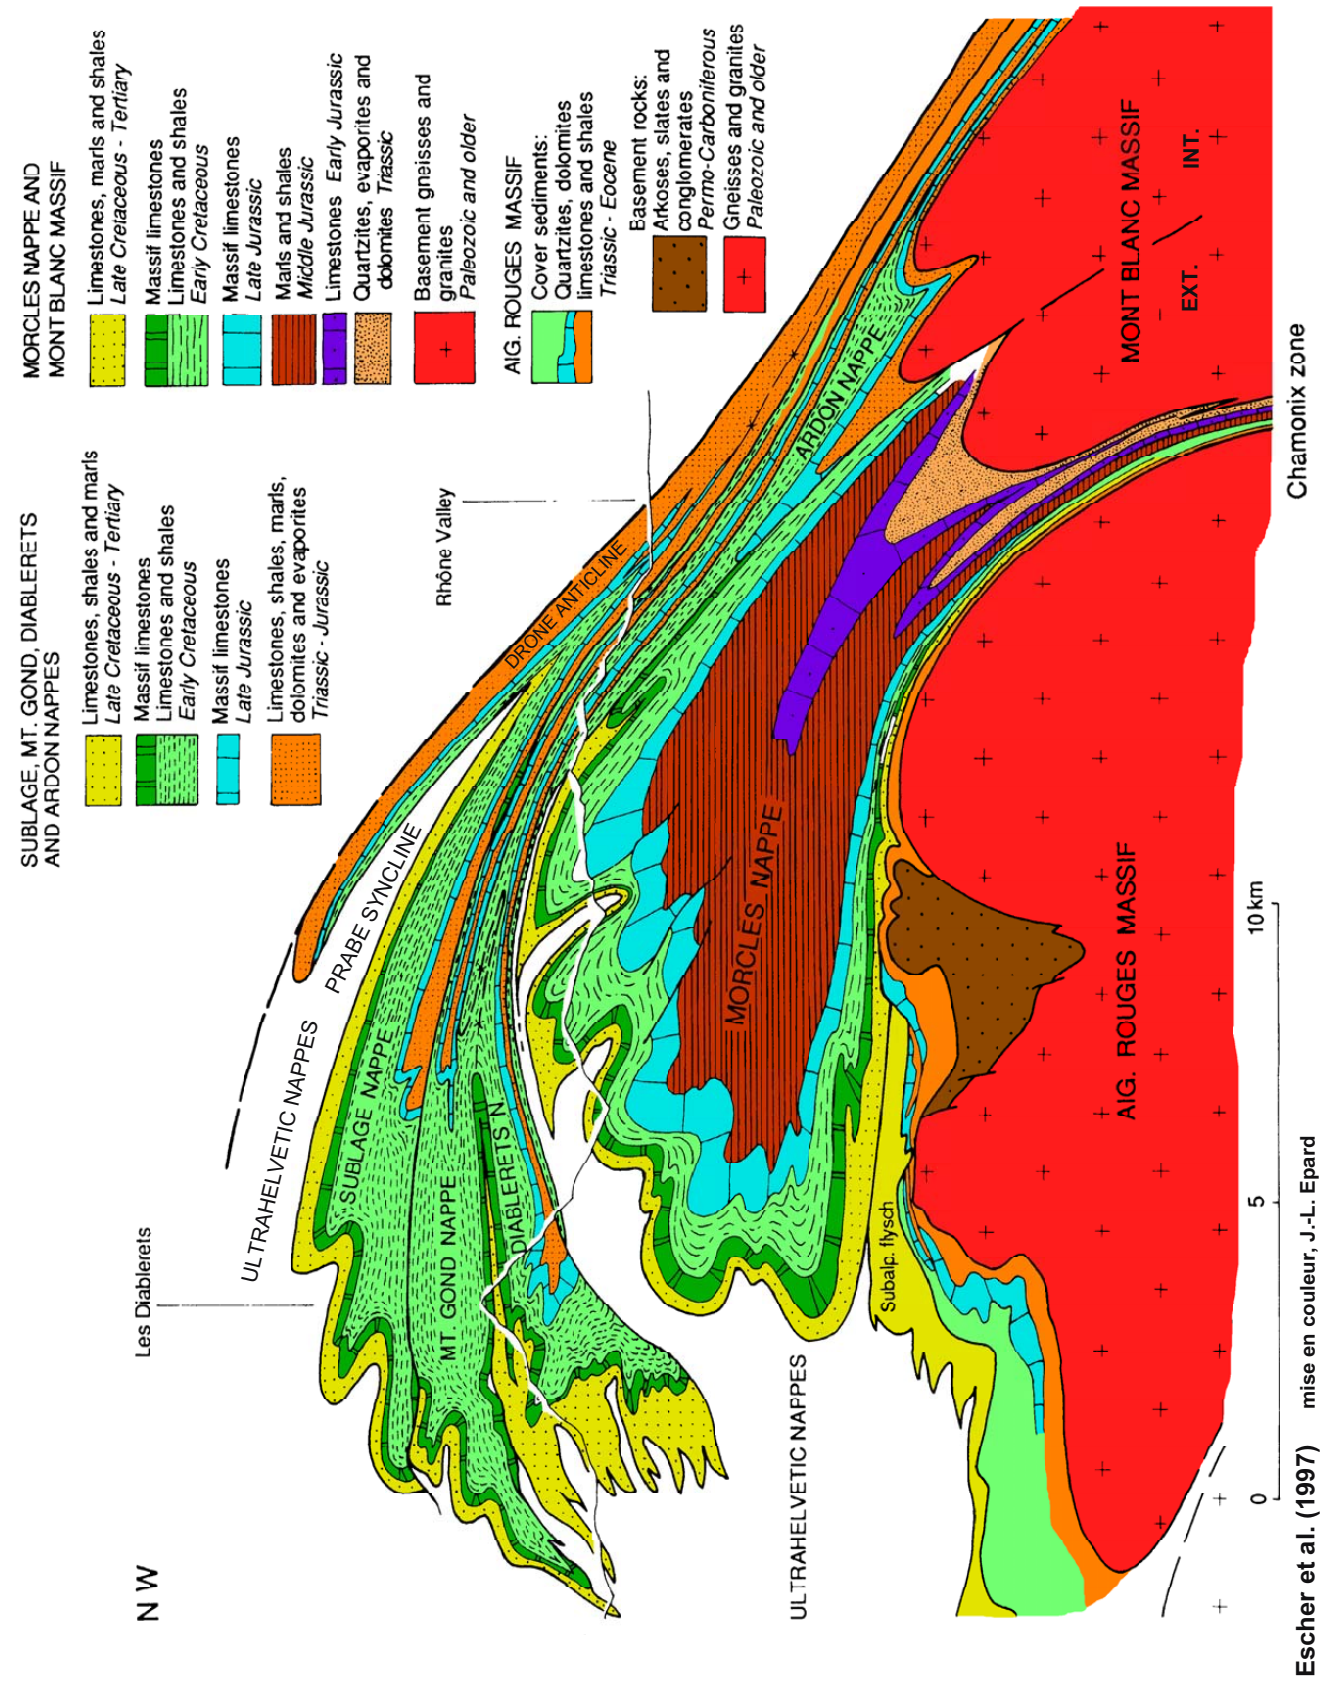 SUBLAGE, MT. GOND, DIABLERETS
AND ARDON NAPPES
Limestones, shales and marls
Late Cretaceous - Tertiary
Massif limestones
Limestones and shales
Early Cretaceous
Massif limestones
Late Jurassic
Limestones, shales, marls,
dolomites and evaporites
Triassic - Jurassic
MORCLES NAPPE AND
MONT BLANC MASSIF
Limestones, marls and shales
Late Cretaceous - Tertiary
Massif limestones
Limestones and shales
Early Cretaceous
Massif limestones
Late Jurassic
Marls and shales
Middle Jurassic
Limestones Early Jurassic
Quartzites, evaporites and
dolomites Triassic
Basement gneisses and
granites
Paleozoic and older
AIG. ROUGES MASSIF
Cover sediments:
Quartzites, dolomites
limestones and shales
Triassic - Eocene
Easement rocks:
Arkoses, slates and
conglomerates
Permo-Carboniferous
Gneisses and granites
Paleozoic and older
NW
Les Diablerets
Rhône Valley
ULTRAHELVETIC NAPPES
PRABE SYNCLINE
DRONE ANTICLINE
SUBLAGE NAPPE
MT. GOND NAPPE
DIABLERETS N
ARDON NAPPE
MORCLES NAPPE
ULTRAHELVETIC NAPPES
Subalp. flysch
AIG. ROUGES MASSIF
MONT BLANC MASSIF
EXT.
INT.
Chamonix zone
0
5
10km
Escher et al. (1997) mise en couleur, J.-L. Epard